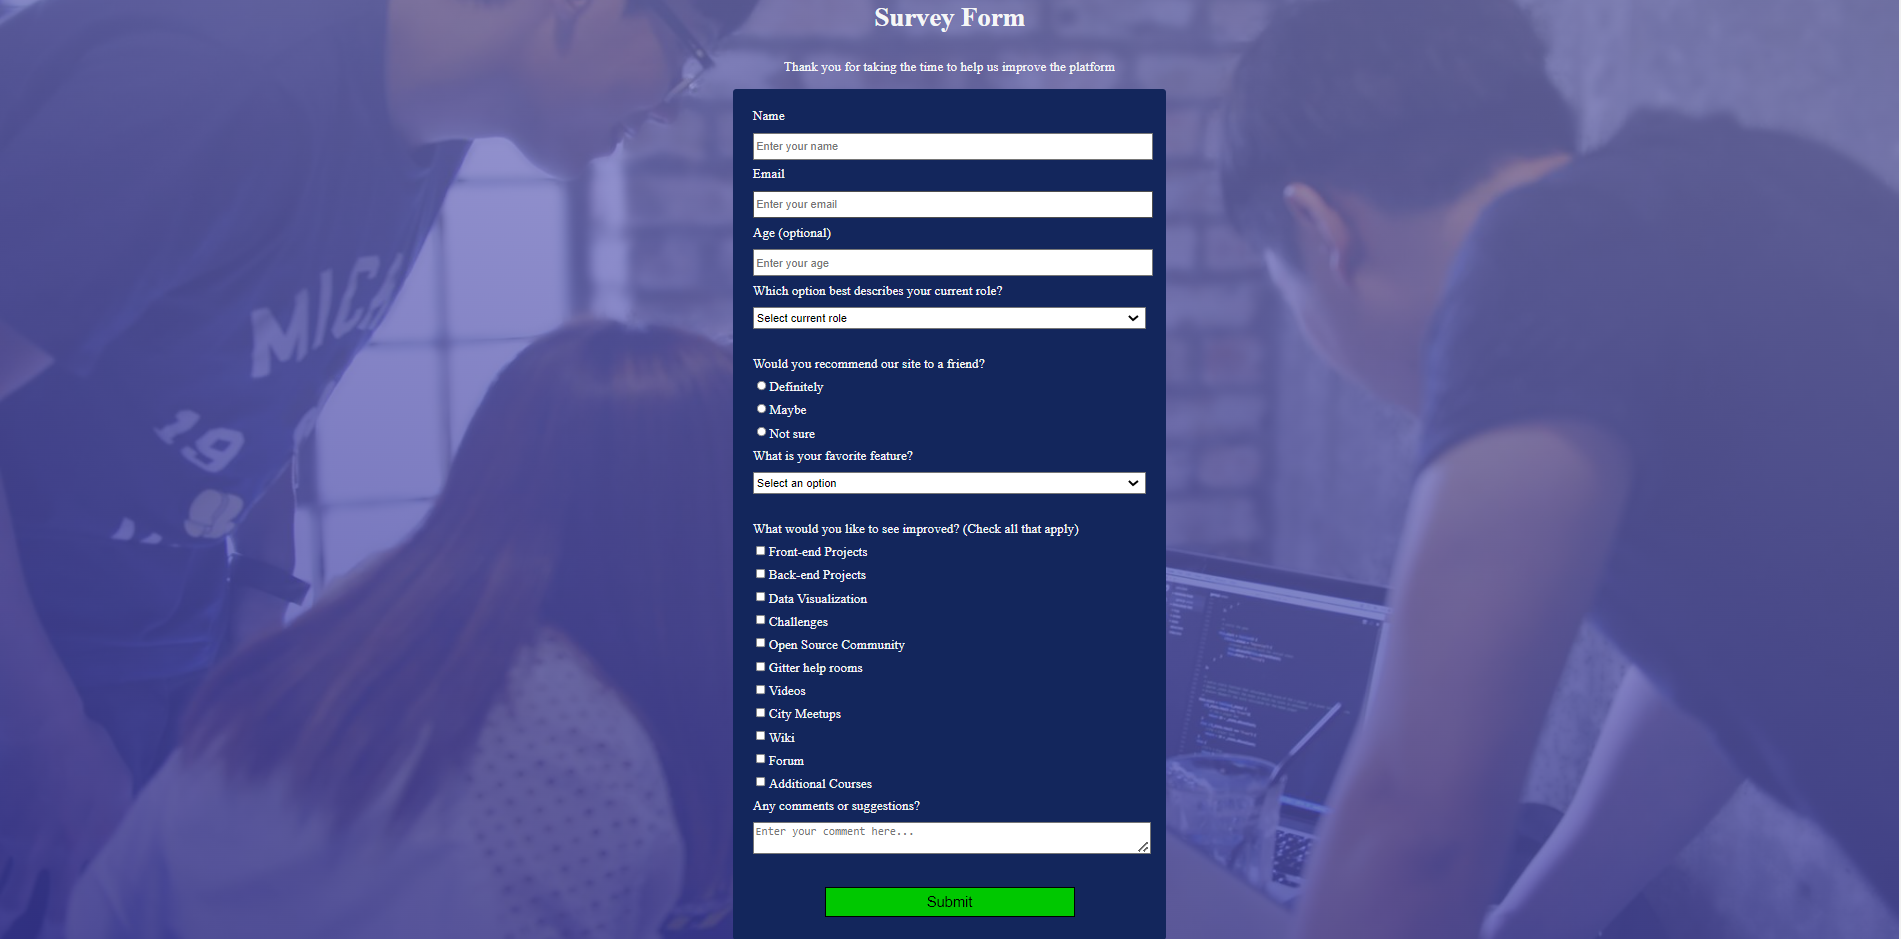 Survey Form
Thank you for taking the time to help us improve the platform
Name
Enter your name
Email
Enter your email
Age (optional)
Enter your age
Which option best describes your current role?
Select current role
Would you recommend our site to a friend?
Definitely
Maybe
Not sure
What is your favorite feature?
Select an option
What would you like to see improved? (Check all that apply)
Front-end Projects
Back-end Projects
Data Visualization
Challenges
Open Source Community
Gitter help rooms
Videos
City Meetups
Wiki
Forum
Additional Courses
Any comments or suggestions?
Enter your comment here...
Submit
MICH
19